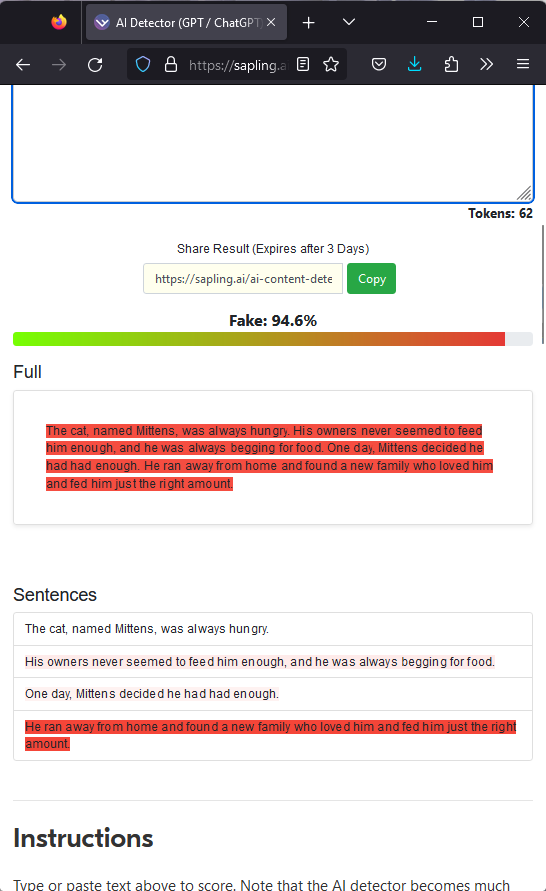 AI Detector (GPT / ChatGPT)
https://sapling.a
Tokens: 62
Share Result (Expires after 3 Days)
https://sapling.ai/ai-content-dete
Copy
Fake: 94.6%
Full
The cat, named Mittens, was always hungry. His owners never seemed to feed
him enough, and he was always begging for food. One day, Mittens decided he
had had enough. He ran away from home and found a new family who loved him
and fed him just the right amount.
Sentences
The cat, named Mittens, was always hungry.
His owners never seemed to feed him enough, and he was always begging for food.
One day, Mittens decided he had had enough.
He ran away from home and found a new family who loved him and fed him just the right
amount.
Instructions
Type or paste text above to score. Note that the AI detector becomes much